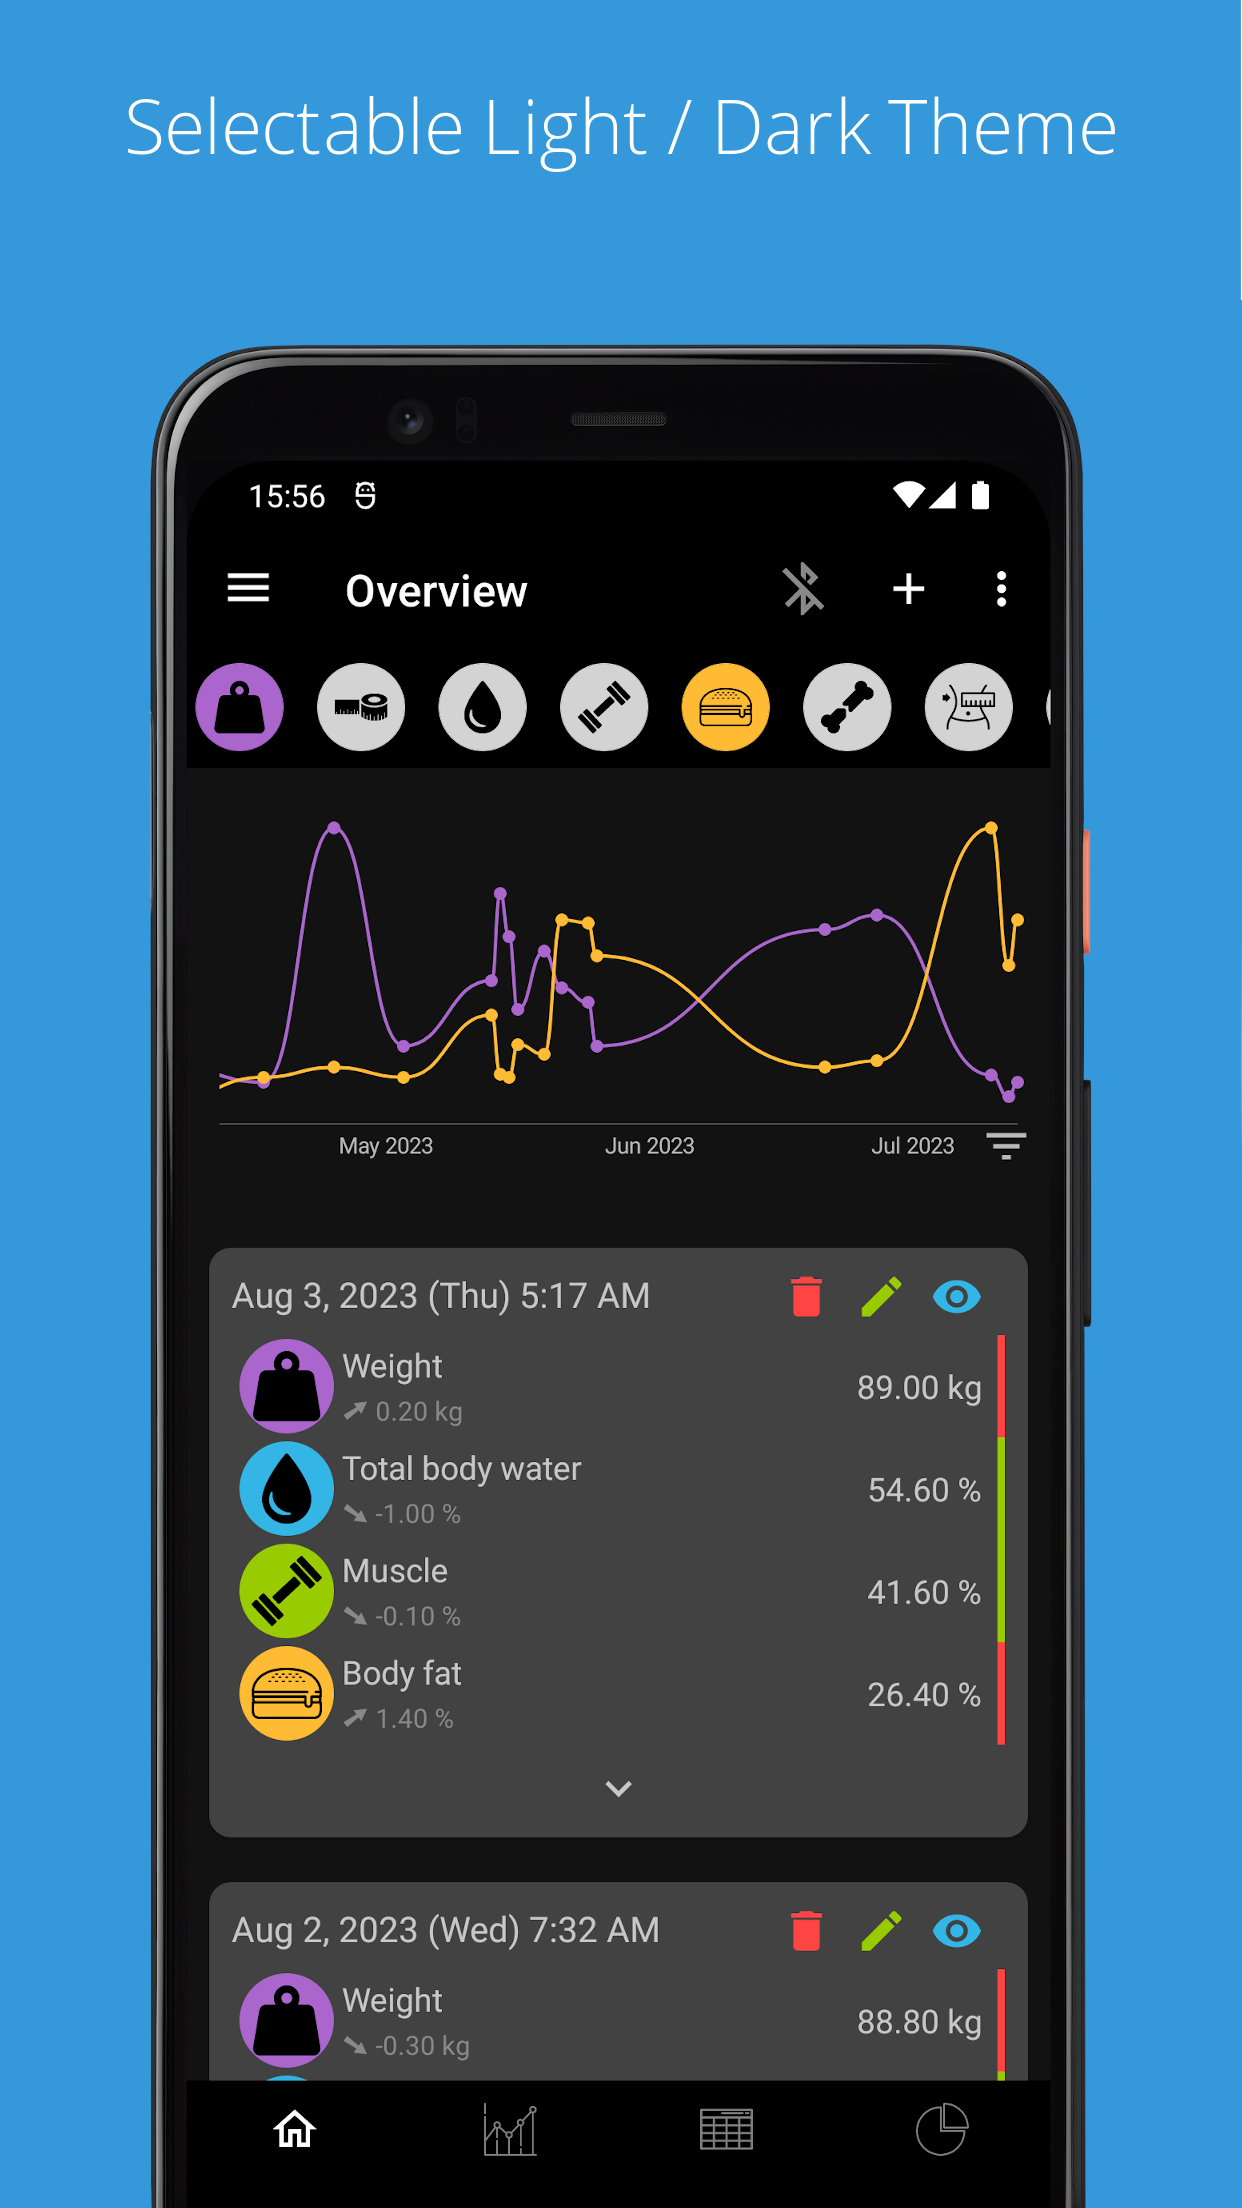 Selectable Light / Dark Theme
15:56
Overview
May 2023 Jun 2023 Jul 2023
Aug 3, 2023 (Thu) 5:17 AM
Weight
89.00 kg
0.20 kg
Total body water
54.60 %
-1.00 %
Muscle
41.60 %
-0.10 %
Body fat
26.40 %
1.40 %
Aug 2, 2023 (Wed) 7:32 AM
Weight
88.80 kg
-0.30 kg